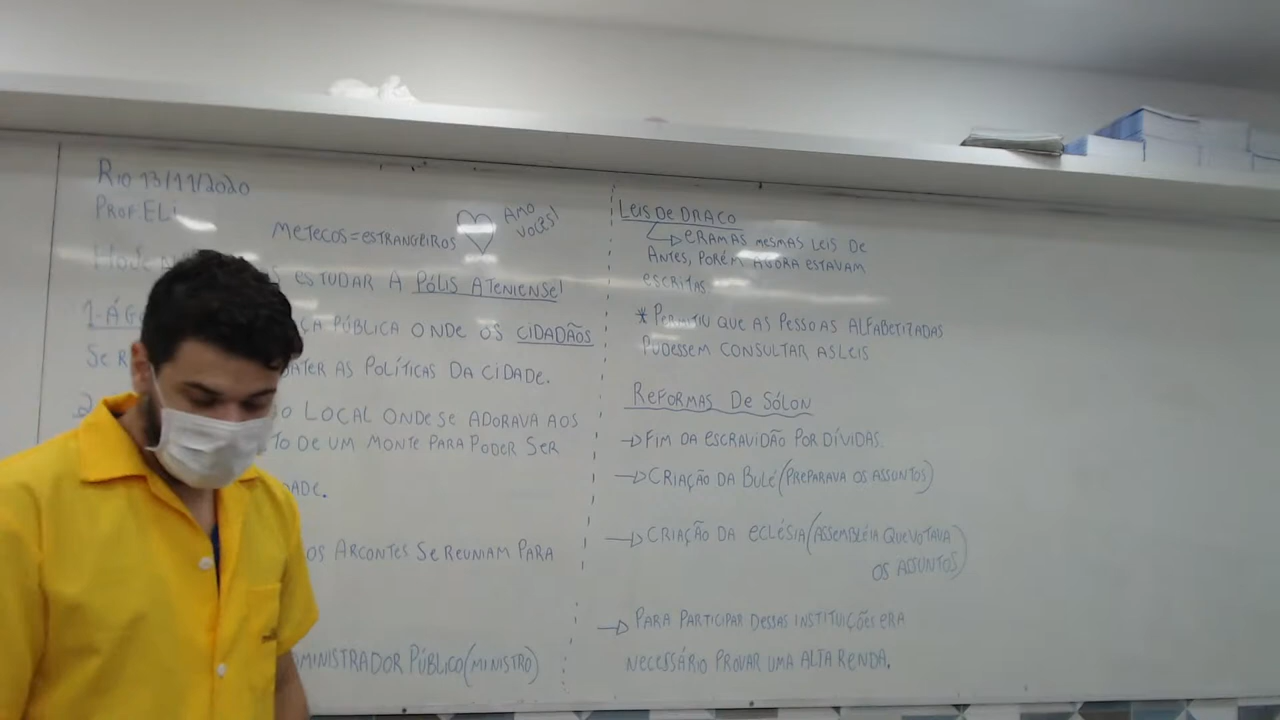 Rio 13/11/2020
PROF. ELI
METECOS = ESTRANGEIROS
AMO
VOCÊS!
ESTUDAR A PÓLIS ATENIENSE!
1-ÁG
PÚBLICA ONDE OS CIDADÃOS
SE R
AS POLÍTICAS DA CIDADE.
2
LOCAL ONDE SE ADORAVA AOS
DE UM MONTE PARA PODER SER
DADE.
OS ARCONTES SE REUNIAM PARA
MINISTRADOR PÚBLICO (MINISTRO)
LEIS DE DRACO
ERAM AS MESMAS LEIS DE
ANTES, PORÉM AGORA ESTAVAM
ESCRITAS
* PERMITIU QUE AS PESSOAS ALFABETIZADAS
PUDESSEM CONSULTAR AS LEIS
REFORMAS DE SÓLON
→ FIM DA ESCRAVIDÃO POR DÍVIDAS.
→ CRIAÇÃO DA BULÉ (PREPARAVA OS ASSUNTOS)
→ CRIAÇÃO DA ECLÉSIA (ASSEMBLÉIA QUE VOTAVA
OS ASSUNTOS)
→ PARA PARTICIPAR DESSAS INSTITUIÇÕES ERA
NECESSÁRIO PROVAR UMA ALTA RENDA.